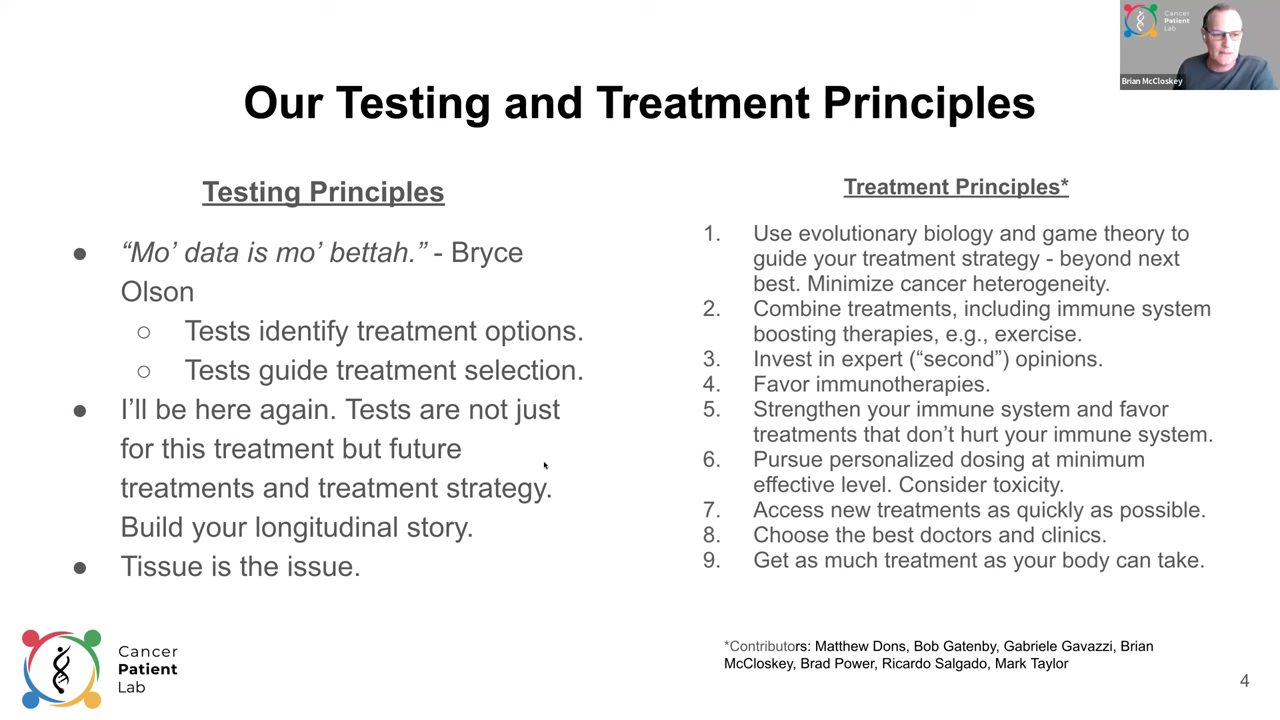 Cancer
Patient
Lab
Brian McCloskey
Our Testing and Treatment Principles
Testing Principles
● “Mo’ data is mo’ bettah.” - Bryce
Olson
○ Tests identify treatment options.
○ Tests guide treatment selection.
● I’ll be here again. Tests are not just
for this treatment but future
treatments and treatment strategy.
Build your longitudinal story.
● Tissue is the issue.
Treatment Principles*
1. Use evolutionary biology and game theory to
guide your treatment strategy - beyond next
best. Minimize cancer heterogeneity.
2. Combine treatments, including immune system
boosting therapies, e.g., exercise.
3. Invest in expert (“second”) opinions.
4. Favor immunotherapies.
5. Strengthen your immune system and favor
treatments that don’t hurt your immune system.
6. Pursue personalized dosing at minimum
effective level. Consider toxicity.
7. Access new treatments as quickly as possible.
8. Choose the best doctors and clinics.
9. Get as much treatment as your body can take.
Cancer
Patient
Lab
*Contributors: Matthew Dons, Bob Gatenby, Gabriele Gavazzi, Brian
McCloskey, Brad Power, Ricardo Salgado, Mark Taylor
4